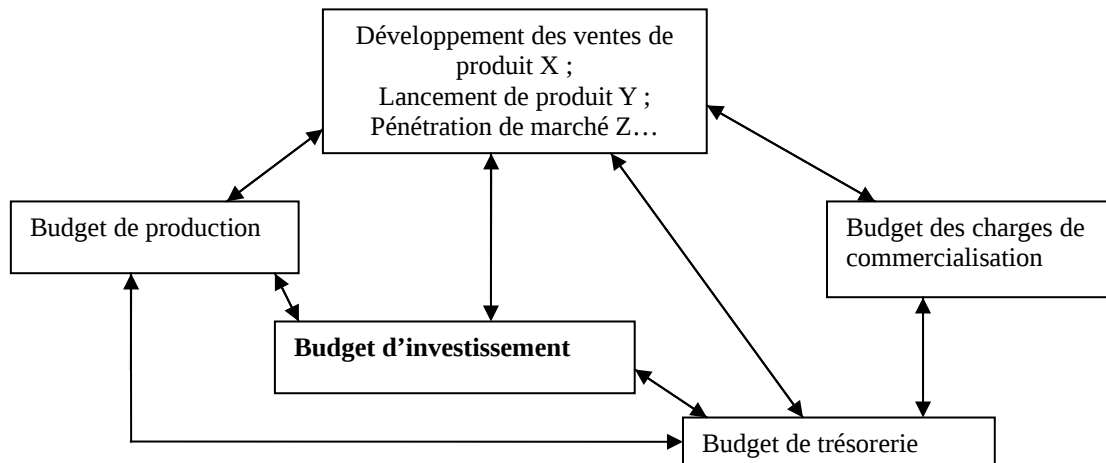 Développement des ventes de
produit X ;
Lancement de produit Y ;
Pénétration de marché Z…
Budget de production
Budget des charges de
commercialisation
Budget d’investissement
Budget de trésorerie